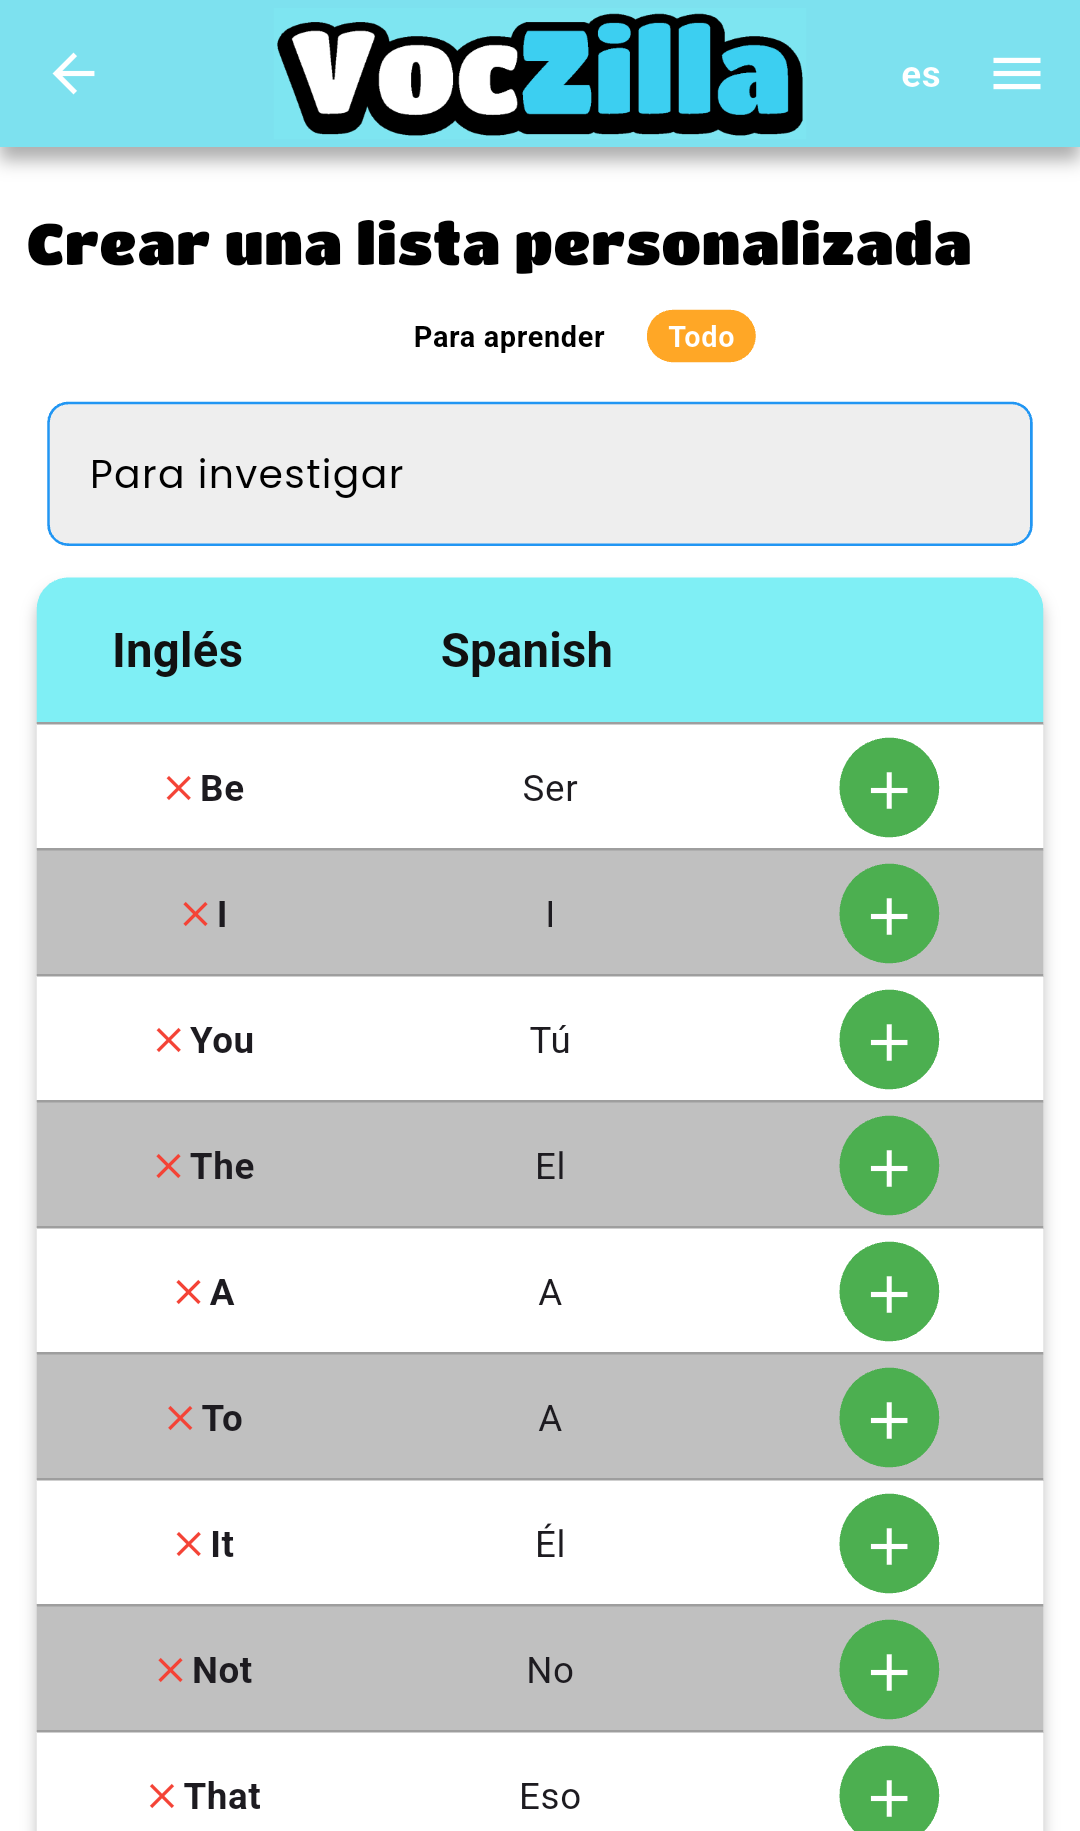 VocZilla
es
Crear una lista personalizada
Para aprender Todo
Para investigar
Inglés Spanish
Be Ser
I I
You Tú
The El
A A
To A
It Él
Not No
That Eso